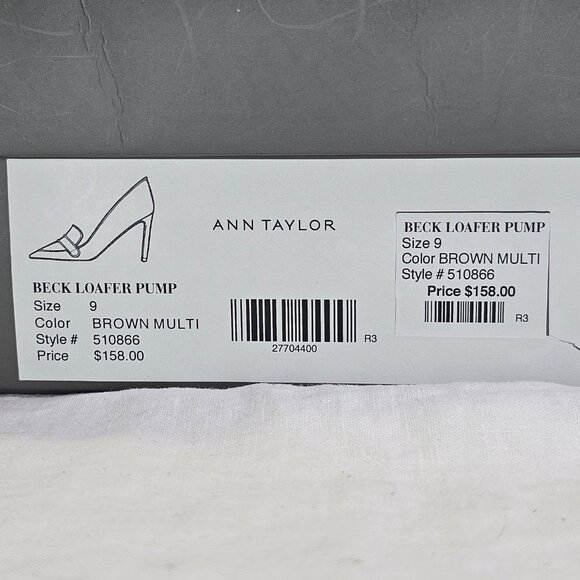 ANN TAYLOR
BECK LOAFER PUMP
Size 9
Color BROWN MULTI
Style # 510866
Price $158.00
27704400
R3
BECK LOAFER PUMP
Size 9
Color BROWN MULTI
Style # 510866
Price $158.00
R3